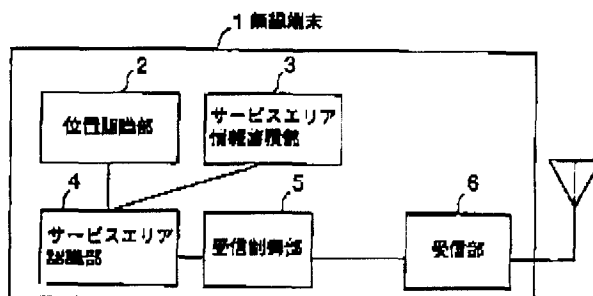 1 無線端末
2
3
位置認識部
サービスエリア
情報蓄積部
4
5
6
サービスエリア
認識部
受信制御部
受信部